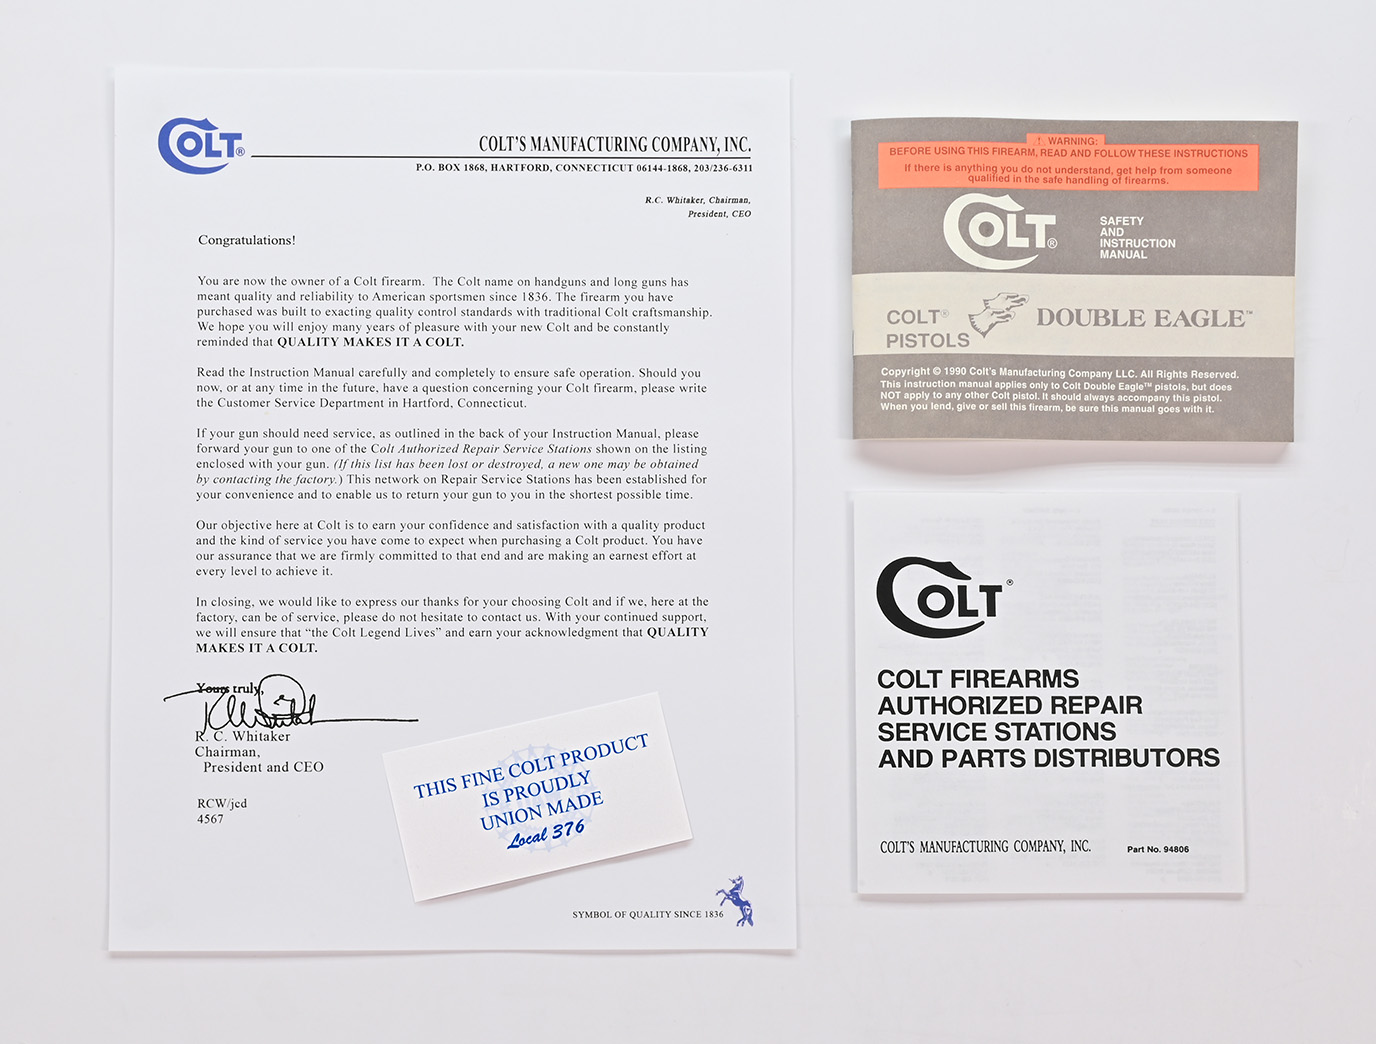 COLT®
COLT'S MANUFACTURING COMPANY, INC.
P.O. BOX 1868, HARTFORD, CONNECTICUT 06144-1868, 203/236-6311
R.C. Whitaker, Chairman,
President, CEO
Congratulations!
You are now the owner of a Colt firearm. The Colt name on handguns and long guns has
meant quality and reliability to American sportsmen since 1836. The firearm you have
purchased was built to exacting quality control standards with traditional Colt craftsmanship.
We hope you will enjoy many years of pleasure with your new Colt and be constantly
reminded that QUALITY MAKES IT A COLT.
Read the Instruction Manual carefully and completely to ensure safe operation. Should you
now, or at any time in the future, have a question concerning your Colt firearm, please write
the Customer Service Department in Hartford, Connecticut.
If your gun should need service, as outlined in the back of your Instruction Manual, please
forward your gun to one of the Colt Authorized Repair Service Stations shown on the listing
enclosed with your gun. (If this list has been lost or destroyed, a new one may be obtained
by contacting the factory.) This network on Repair Service Stations has been established for
your convenience and to enable us to return your gun to you in the shortest possible time.
Our objective here at Colt is to earn your confidence and satisfaction with a quality product
and the kind of service you have come to expect when purchasing a Colt product. You have
our assurance that we are firmly committed to that end and are making an earnest effort at
every level to achieve it.
In closing, we would like to express our thanks for your choosing Colt and if we, here at the
factory, can be of service, please do not hesitate to contact us. With your continued support,
we will ensure that “the Colt Legend Lives” and earn your acknowledgment that QUALITY
MAKES IT A COLT.
Yours truly,
R. C. Whitaker
Chairman,
President and CEO
RCW/jcd
4567
THIS FINE COLT PRODUCT
IS PROUDLY
UNION MADE
Local 376
SYMBOL OF QUALITY SINCE 1836
⚠ WARNING:
BEFORE USING THIS FIREARM, READ AND FOLLOW THESE INSTRUCTIONS
If there is anything you do not understand, get help from someone
qualified in the safe handling of firearms.
COLT®
SAFETY
AND
INSTRUCTION
MANUAL
COLT®
PISTOLS
DOUBLE EAGLE™
Copyright © 1990 Colt's Manufacturing Company LLC. All Rights Reserved.
This instruction manual applies only to Colt Double Eagle™ pistols, but does
NOT apply to any other Colt pistol. It should always accompany this pistol.
When you lend, give or sell this firearm, be sure this manual goes with it.
COLT®
COLT FIREARMS
AUTHORIZED REPAIR
SERVICE STATIONS
AND PARTS DISTRIBUTORS
COLT'S MANUFACTURING COMPANY, INC.
Part No. 94806